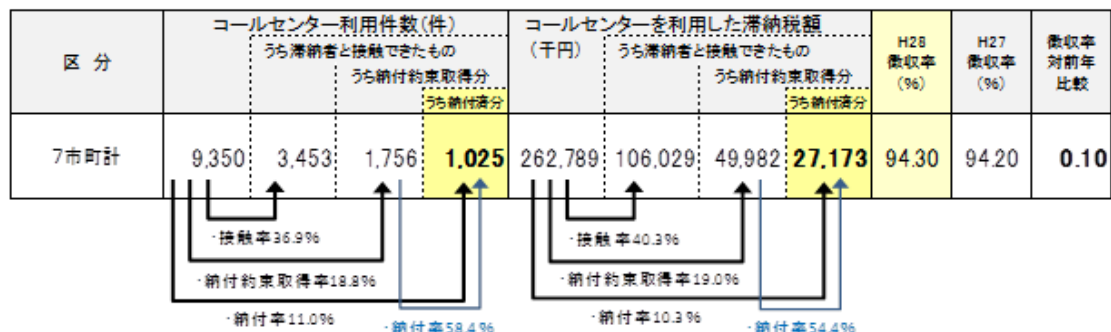 区 分
コールセンター利用件数(件)
うち滞納者と接触できたもの
うち納付約束取得分
うち納付済分
コールセンターを利用した滞納税額
(千円)
うち滞納者と接触できたもの
うち納付約束取得分
うち納付済分
H28
徴収率
(%)
H27
徴収率
(%)
徴収率
対前年
比較
7市町計 9,350 3,453 1,756 1,025 262,789 106,029 49,982 27,173 94.30 94.20 0.10
・接触率36.9%
・納付約束取得率18.8%
・納付率11.0%
・納付率58.4%
・接触率40.3%
・納付約束取得率19.0%
・納付率10.3%
・納付率54.4%